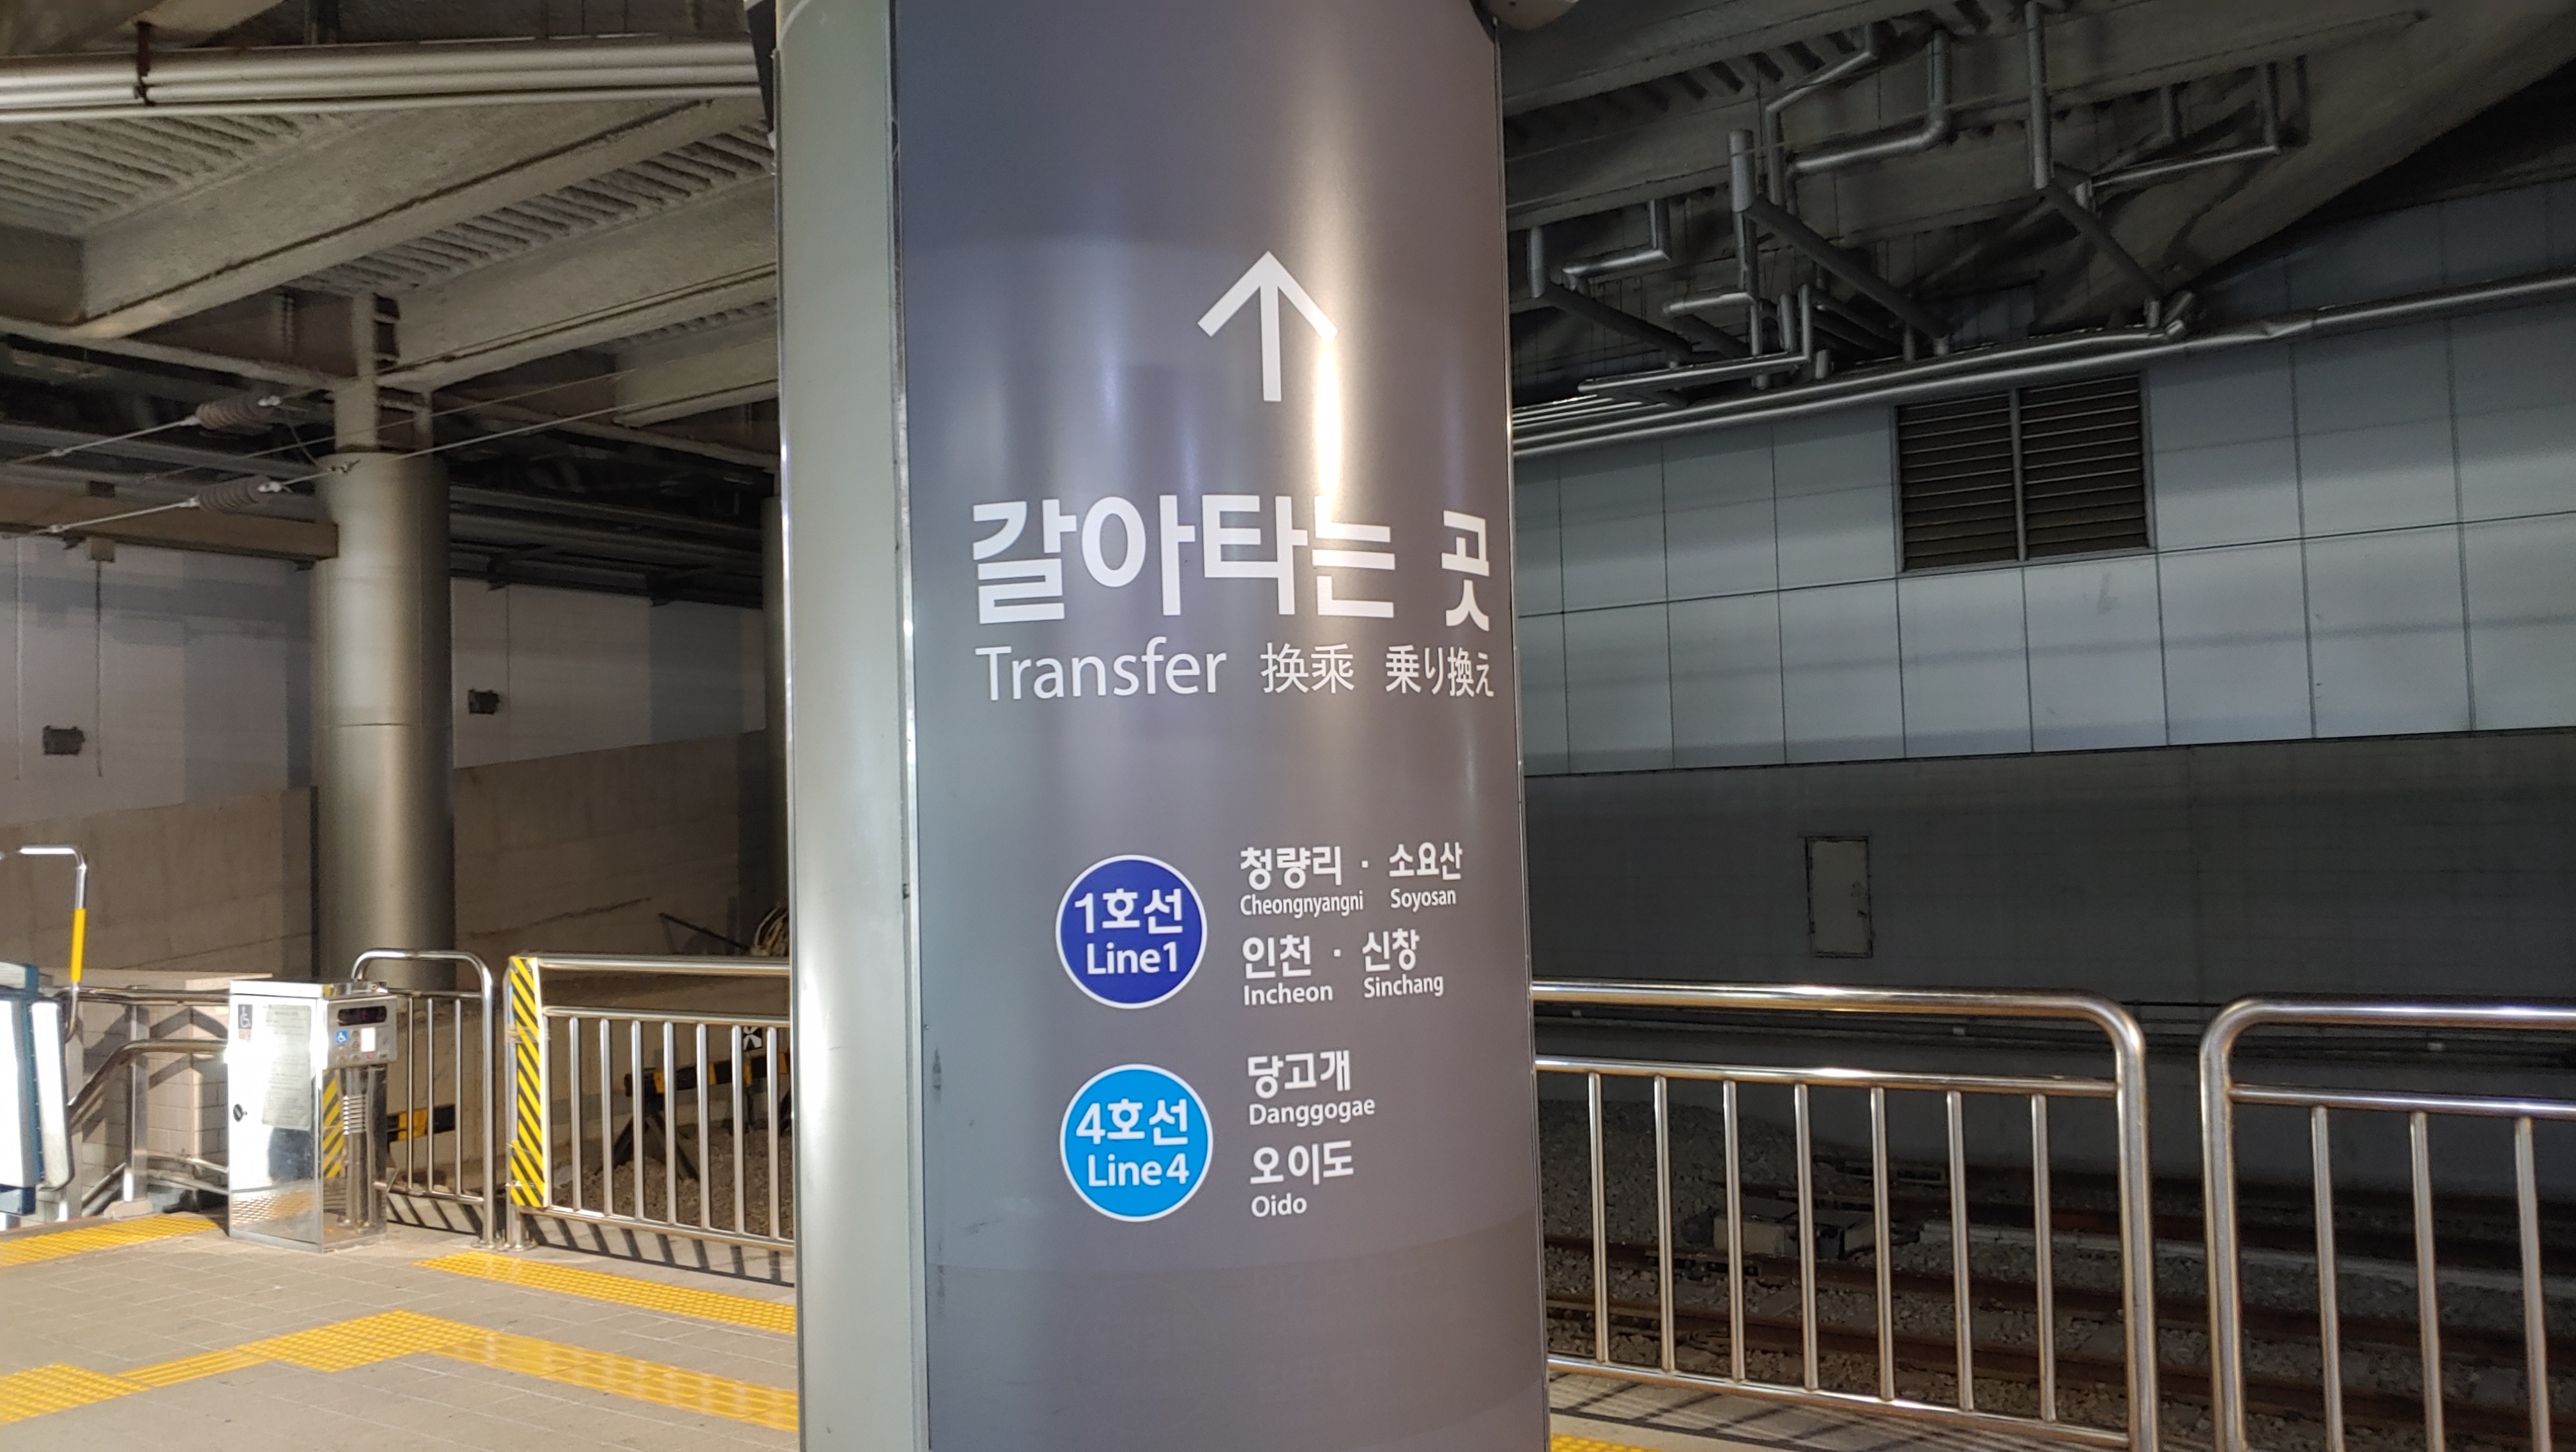 갈아타는 곳
Transfer 换乘 乗り換え
1호선
Line1
청량리 · 소요산
Cheongnyangni Soyosan
인천 · 신창
Incheon Sinchang
4호선
Line4
당고개
Danggogae
오이도
Oido